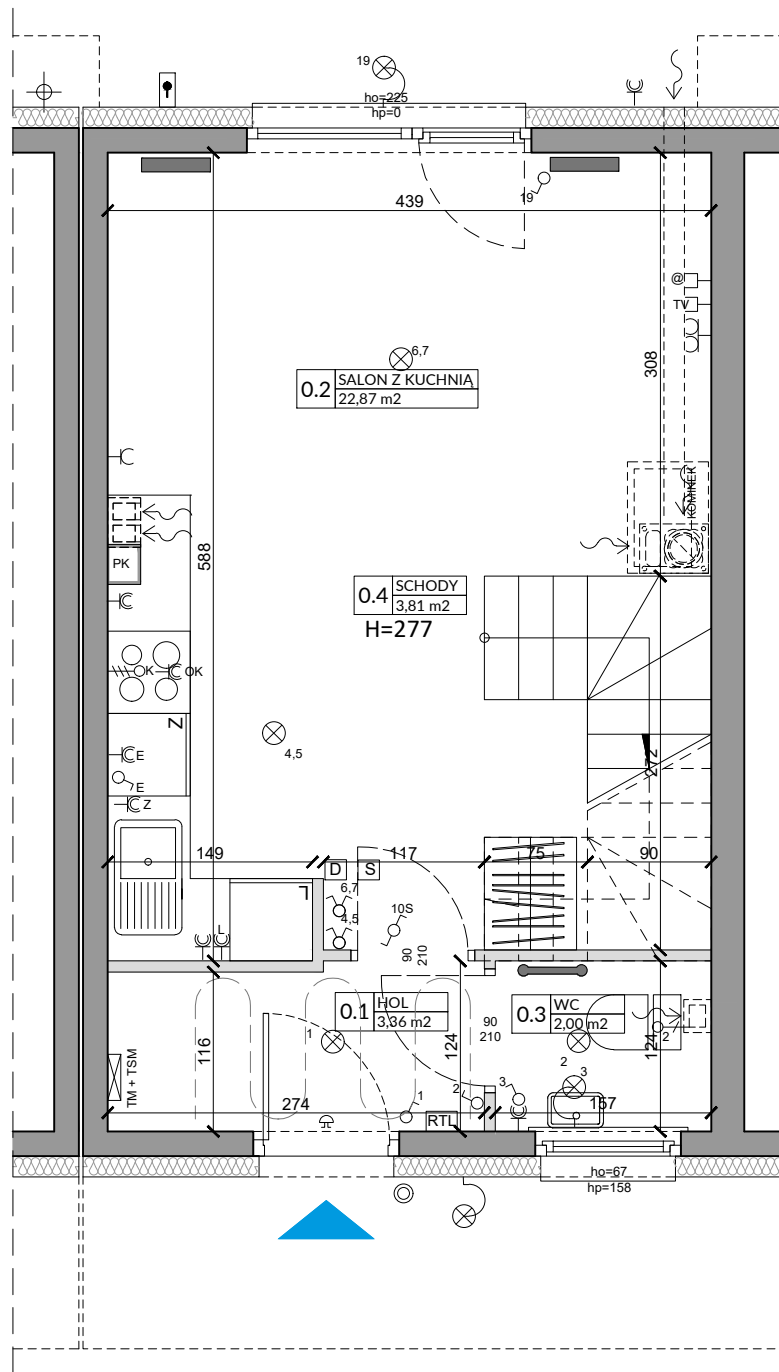 19
ho=225
hp=0
19
439
@
TV
6,7
308
0.2 SALON Z KUCHNIĄ
22,87 m2
KOMINEK
588
PK
0.4 SCHODY
3,81 m2
H=277
K
OK
Z
4,5
272
E
E
Z
149
117
75
90
D
S
6,7
4,5
10S
L
90
210
0.1 HOL
3,36 m2
0.3 WC
2,00 m2
90
210
1
2
116
124
124
2
3
TM + TSM
274
1
2
3
157
RTL
ho=67
hp=158